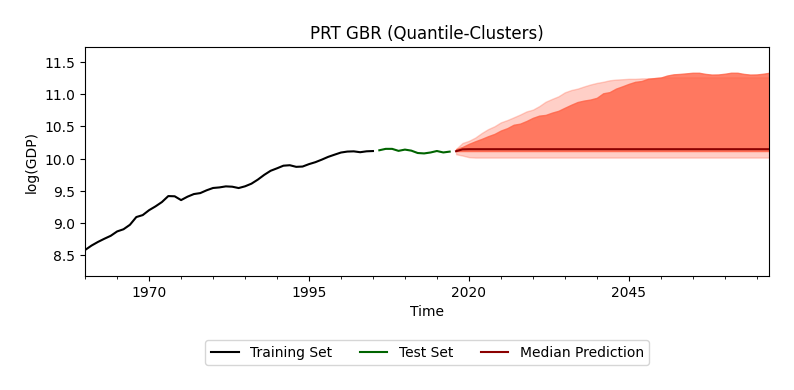 PRT GBR (Quantile-Clusters)
11.5
11.0
10.5
10.0
9.5
9.0
8.5
log(GDP)
1970 1995 2020 2045
Time
Training Set Test Set Median Prediction